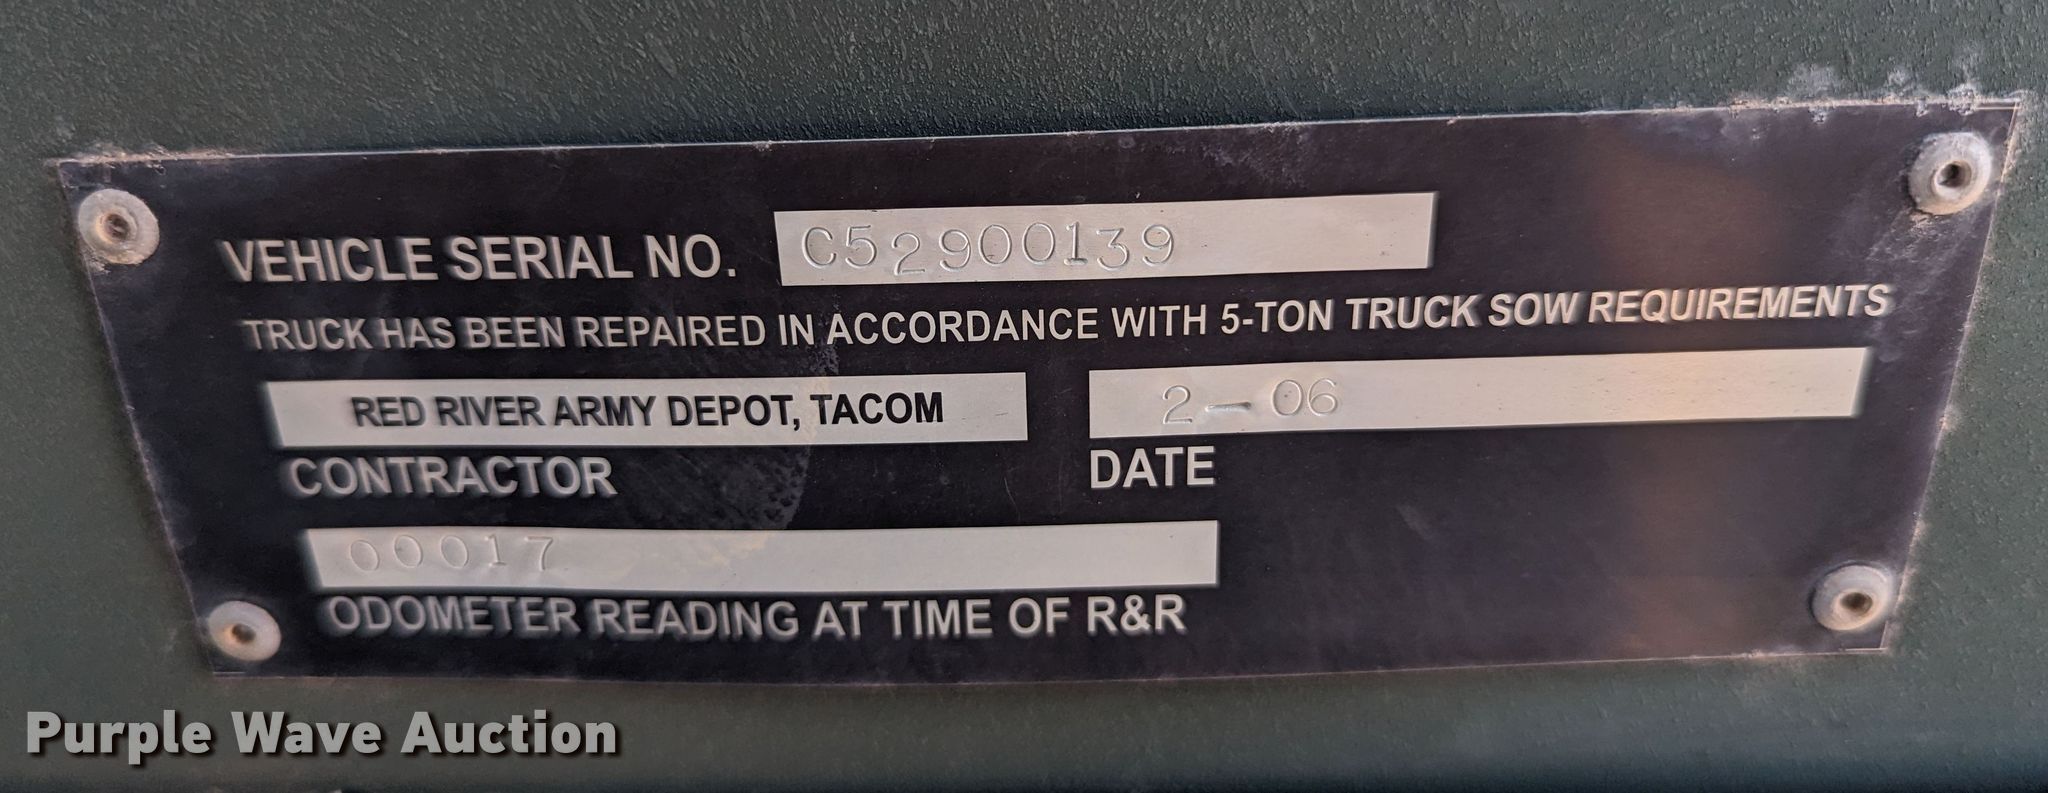 VEHICLE SERIAL NO. C52900139
TRUCK HAS BEEN REPAIRED IN ACCORDANCE WITH 5-TON TRUCK SOW REQUIREMENTS
RED RIVER ARMY DEPOT, TACOM 2-06
CONTRACTOR DATE
00017
ODOMETER READING AT TIME OF R&R
Purple Wave Auction